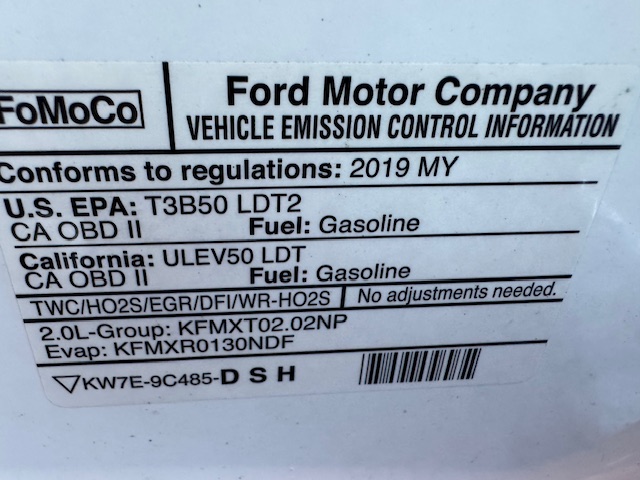 FoMoCo
Ford Motor Company
VEHICLE EMISSION CONTROL INFORMATION
Conforms to regulations: 2019 MY
U.S. EPA: T3B50 LDT2
CA OBD II Fuel: Gasoline
California: ULEV50 LDT
CA OBD II Fuel: Gasoline
TWC/HO2S/EGR/DFI/WR-HO2S No adjustments needed.
2.0L-Group: KFMXT02.02NP
Evap: KFMXR0130NDF
▽KW7E-9C485-D S H